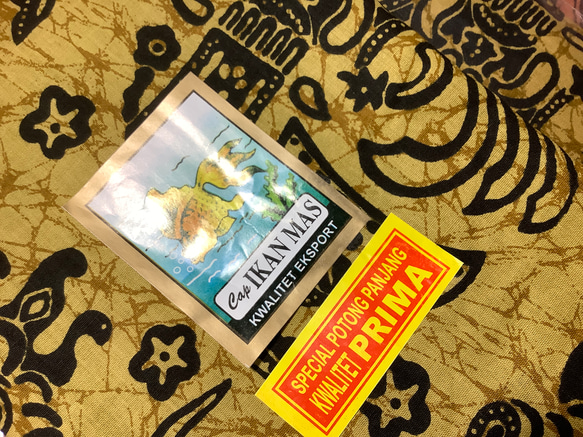 Cap IKAN MAS
KWALITET EKSPORT
SPECIAL POTONG PANJANG
KWALITET PRIMA